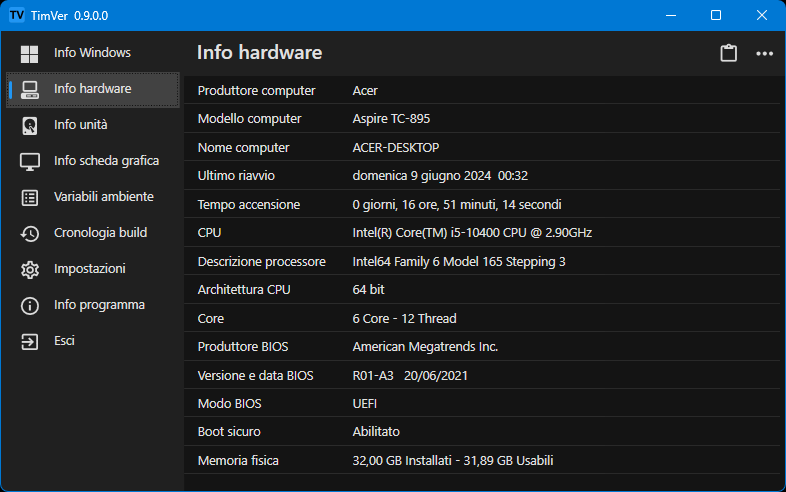 TV TimVer 0.9.0.0
Info Windows
Info hardware
Info unità
Info scheda grafica
Variabili ambiente
Cronologia build
Impostazioni
Info programma
Esci
Info hardware
Produttore computer Acer
Modello computer Aspire TC-895
Nome computer ACER-DESKTOP
Ultimo riavvio domenica 9 giugno 2024 00:32
Tempo accensione 0 giorni, 16 ore, 51 minuti, 14 secondi
CPU Intel(R) Core(TM) i5-10400 CPU @ 2.90GHz
Descrizione processore Intel64 Family 6 Model 165 Stepping 3
Architettura CPU 64 bit
Core 6 Core - 12 Thread
Produttore BIOS American Megatrends Inc.
Versione e data BIOS R01-A3 20/06/2021
Modo BIOS UEFI
Boot sicuro Abilitato
Memoria fisica 32,00 GB Installati - 31,89 GB Usabili